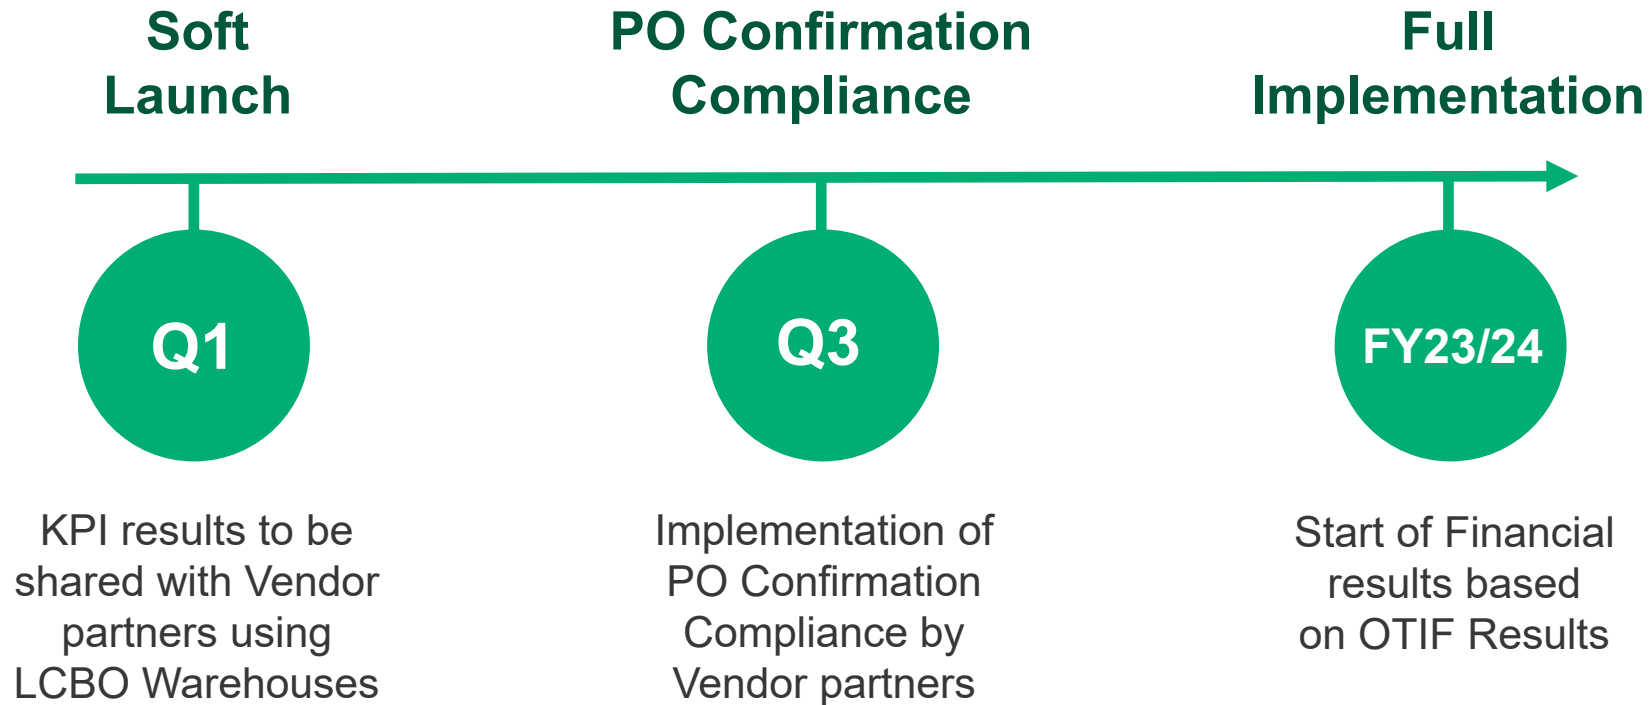 Soft
Launch
PO Confirmation
Compliance
Full
Implementation
Q1
Q3
FY23/24
KPI results to be
shared with Vendor
partners using
LCBO Warehouses
Implementation of
PO Confirmation
Compliance by
Vendor partners
Start of Financial
results based
on OTIF Results